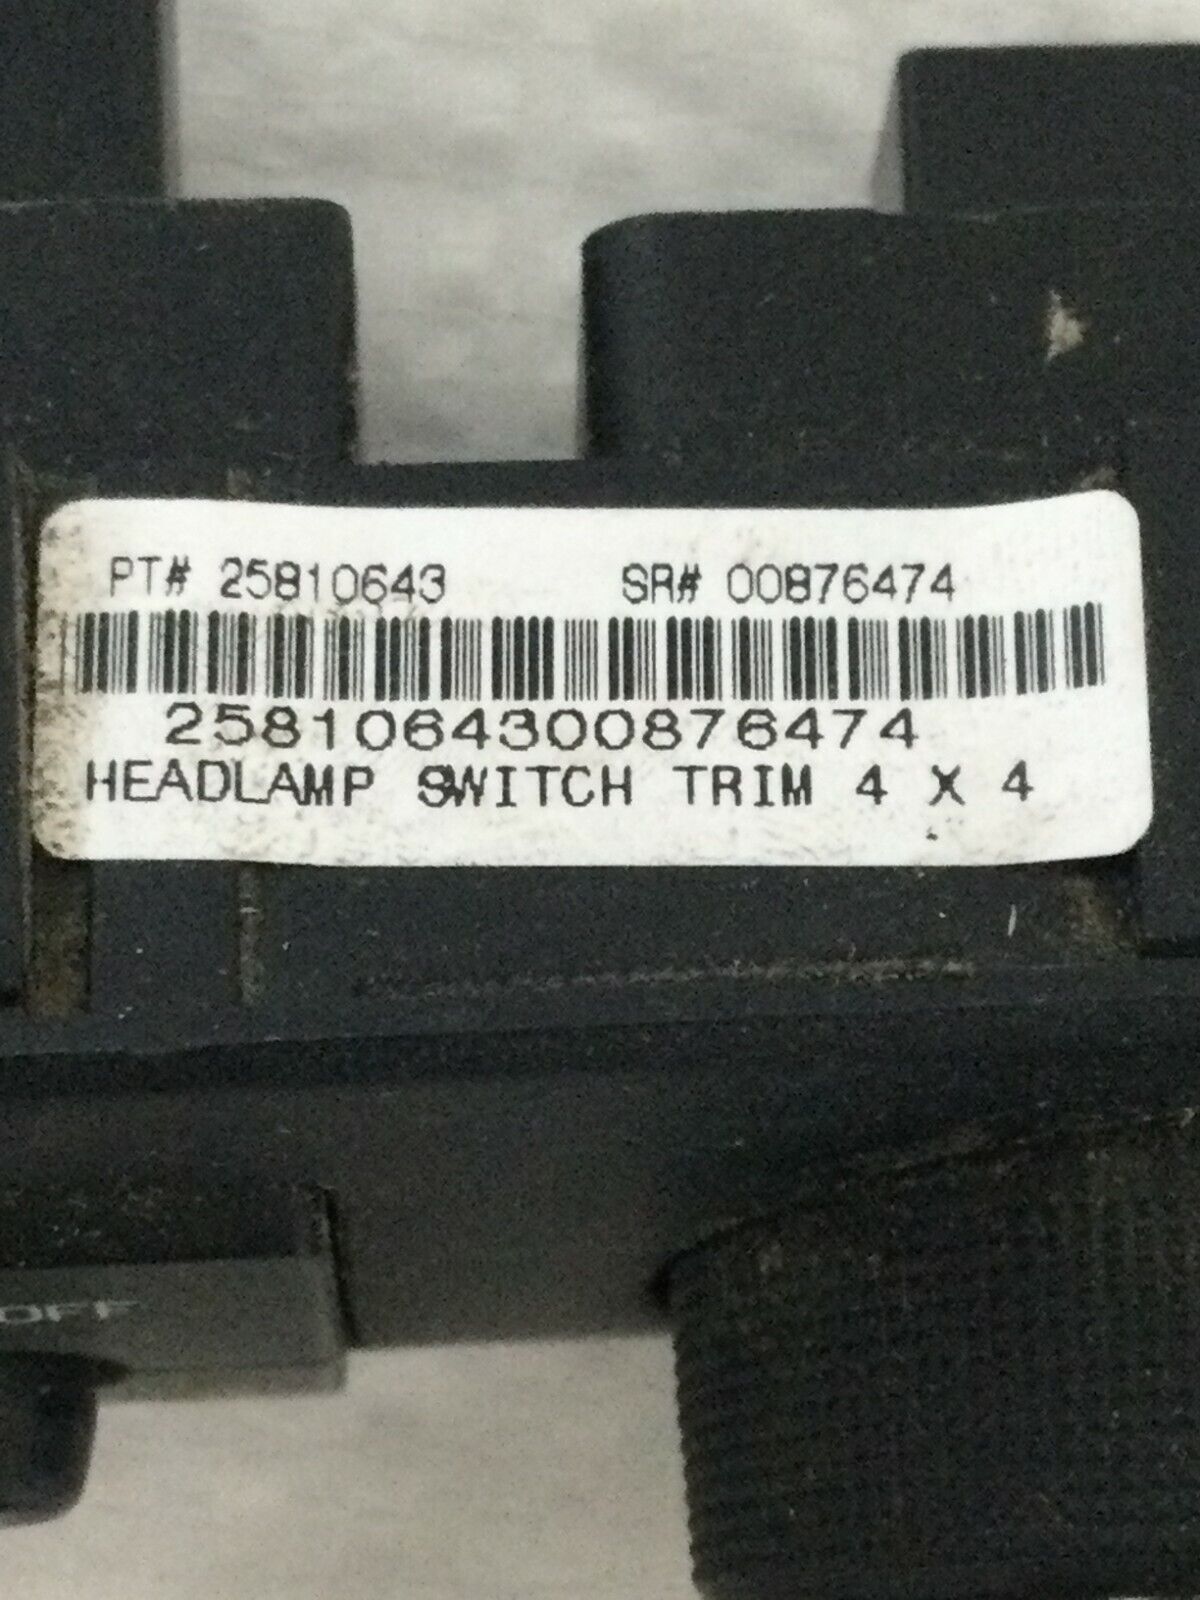 PT# 25810643 SR# 00876474
2581064300876474
HEADLAMP SWITCH TRIM 4 X 4
OFF